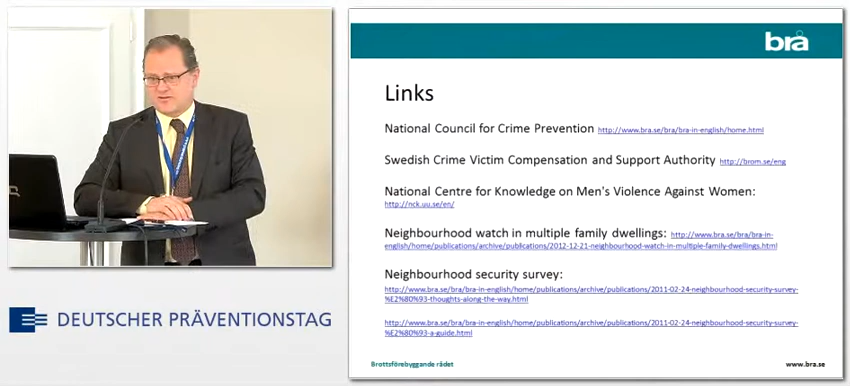 DEUTSCHER PRÄVENTIONSTAG
brå
Links
National Council for Crime Prevention http://www.bra.se/bra/bra-in-english/home.html
Swedish Crime Victim Compensation and Support Authority http://brom.se/eng
National Centre for Knowledge on Men's Violence Against Women:
http://nck.uu.se/en/
Neighbourhood watch in multiple family dwellings: http://www.bra.se/bra/bra-in-
english/home/publications/archive/publications/2012-12-21-neighbourhood-watch-in-multiple-family-dwellings.html
Neighbourhood security survey:
http://www.bra.se/bra/bra-in-english/home/publications/archive/publications/2011-02-24-neighbourhood-security-survey-
%E2%80%93-thoughts-along-the-way.html
http://www.bra.se/bra/bra-in-english/home/publications/archive/publications/2011-02-24-neighbourhood-security-survey-
%E2%80%93-a-guide.html
Brottsförebyggande rådet
www.bra.se